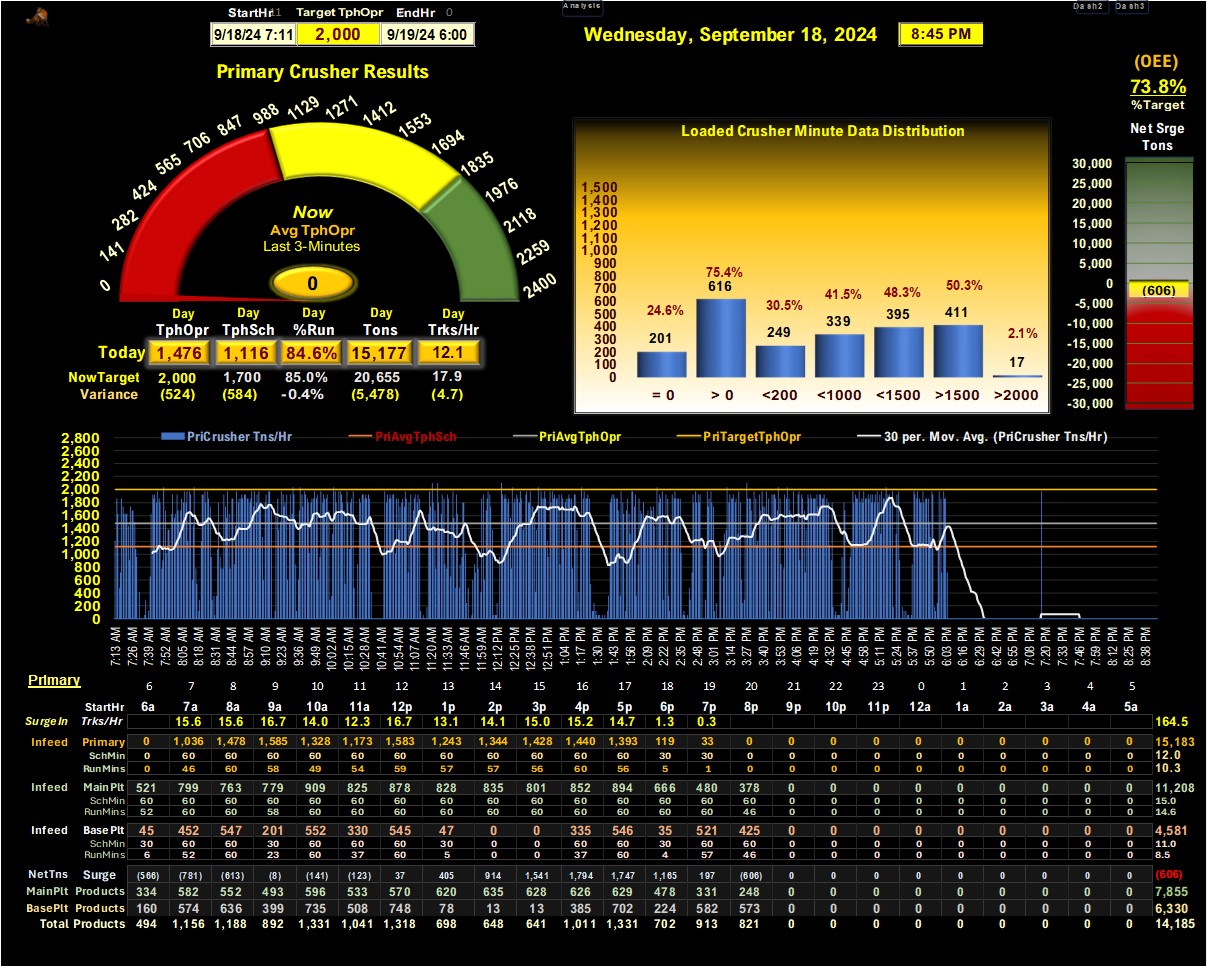 StartHr 11 Target TphOpr EndHr 0
9/18/24 7:11 2,000 9/19/24 6:00
Analysis
Dash2 Dash3
Wednesday, September 18, 2024 8:45 PM
(OEE)
73.8%
%Target
Primary Crusher Results
0 141 282 424 565 706 847 988 1129 1271 1412 1553 1694 1835 1976 2118 2259 2400
Now
Avg TphOpr
Last 3-Minutes
0
Day Day Day Day Day
TphOpr TphSch %Run Tons Trks/Hr
Today 1,476 1,116 84.6% 15,177 12.1
NowTarget 2,000 1,700 85.0% 20,655 17.9
Variance (524) (584) -0.4% (5,478) (4.7)
Loaded Crusher Minute Data Distribution
1,500
1,400
1,300
1,200
1,100
1,000
900
800
700
600
500
400
300
200
100
0
24.6% 75.4% 30.5% 41.5% 48.3% 50.3% 2.1%
201 616 249 339 395 411 17
= 0 > 0 <200 <1000 <1500 >1500 >2000
Net Srge
Tons
30,000
25,000
20,000
15,000
10,000
5,000
0
-5,000
-10,000
-15,000
-20,000
-25,000
-30,000
(606)
PriCrusher Tns/Hr PriAvgTphSch PriAvgTphOpr PriTargetTphOpr 30 per. Mov. Avg. (PriCrusher Tns/Hr)
2,800
2,600
2,400
2,200
2,000
1,800
1,600
1,400
1,200
1,000
800
600
400
200
0
7:13 AM 7:26 AM 7:39 AM 7:52 AM 8:05 AM 8:18 AM 8:31 AM 8:44 AM 8:57 AM 9:10 AM 9:23 AM 9:36 AM 9:49 AM 10:02 AM 10:15 AM 10:28 AM 10:41 AM 10:54 AM 11:07 AM 11:20 AM 11:33 AM 11:46 AM 11:59 AM 12:12 PM 12:25 PM 12:38 PM 12:51 PM 1:04 PM 1:17 PM 1:30 PM 1:43 PM 1:56 PM 2:09 PM 2:22 PM 2:35 PM 2:48 PM 3:01 PM 3:14 PM 3:27 PM 3:40 PM 3:53 PM 4:06 PM 4:19 PM 4:32 PM 4:45 PM 4:58 PM 5:11 PM 5:24 PM 5:37 PM 5:50 PM 6:03 PM 6:16 PM 6:29 PM 6:42 PM 6:55 PM 7:08 PM 7:20 PM 7:33 PM 7:46 PM 7:59 PM 8:12 PM 8:25 PM 8:38 PM
Primary 6 7 8 9 10 11 12 13 14 15 16 17 18 19 20 21 22 23 0 1 2 3 4 5
StartHr 6a 7a 8a 9a 10a 11a 12p 1p 2p 3p 4p 5p 6p 7p 8p 9p 10p 11p 12a 1a 2a 3a 4a 5a
SurgeIn Trks/Hr 15.6 15.6 16.7 14.0 12.3 16.7 13.1 14.1 15.0 15.2 14.7 1.3 0.3 164.5
Infeed Primary 0 1,036 1,478 1,585 1,328 1,173 1,583 1,243 1,344 1,428 1,440 1,393 119 33 0 0 0 0 0 0 0 0 0 0 15,183
SchMin 0 60 60 60 60 60 60 60 60 60 60 60 30 30 0 0 0 0 0 0 0 0 0 0 12.0
RunMins 0 46 60 58 49 54 59 57 57 56 60 56 5 1 0 0 0 0 0 0 0 0 0 0 10.3
Infeed MainPlt 521 799 763 779 909 825 878 828 835 801 852 894 666 480 378 0 0 0 0 0 0 0 0 0 11,208
SchMin 60 60 60 60 60 60 60 60 60 60 60 60 60 60 60 0 0 0 0 0 0 0 0 0 15.0
RunMins 52 60 60 58 60 60 60 60 60 60 60 60 60 60 46 0 0 0 0 0 0 0 0 0 14.6
Infeed BasePlt 45 452 547 201 552 330 545 47 0 0 335 546 35 521 425 0 0 0 0 0 0 0 0 0 4,581
SchMin 30 60 60 30 60 60 60 30 0 0 60 60 30 60 60 0 0 0 0 0 0 0 0 0 11.0
RunMins 6 52 60 23 60 37 60 5 0 0 37 60 4 57 46 0 0 0 0 0 0 0 0 0 8.5
NetTns Surge (566) (781) (613) (8) (141) (123) 37 405 914 1,541 1,794 1,747 1,165 197 (606) 0 0 0 0 0 0 0 0 0 (606)
MainPlt Products 334 582 552 493 596 533 570 620 635 628 626 629 478 331 248 0 0 0 0 0 0 0 0 0 7,855
BasePlt Products 160 574 636 399 735 508 748 78 13 13 385 702 224 582 573 0 0 0 0 0 0 0 0 0 6,330
Total Products 494 1,156 1,188 892 1,331 1,041 1,318 698 648 641 1,011 1,331 702 913 821 0 0 0 0 0 0 0 0 0 14,185